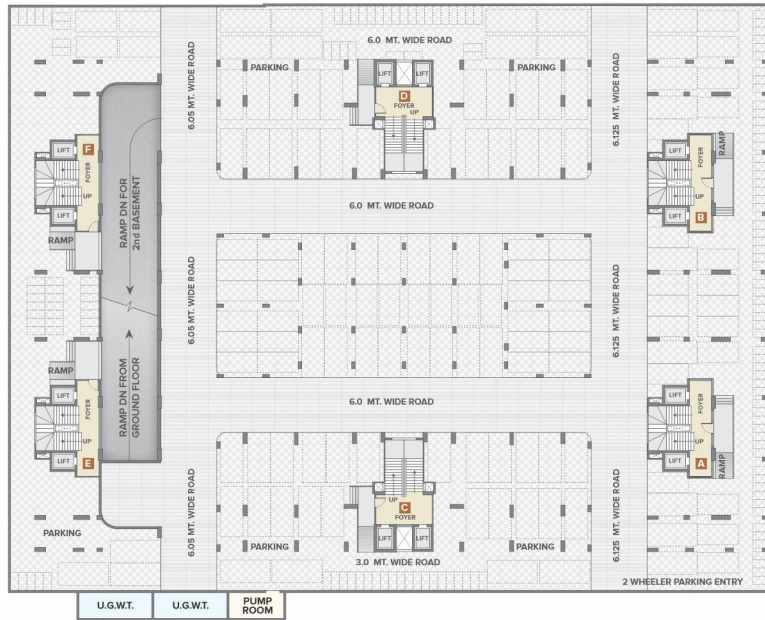 6.0 MT. WIDE ROAD
PARKING
PARKING
LIFT
LIFT
D
FOYER
UP
6.05 MT. WIDE ROAD
6.125 MT. WIDE ROAD
LIFT
F
FOYER
UP
LIFT
RAMP
RAMP DN FOR
2nd BASEMENT
LIFT
FOYER
RAMP
UP
LIFT
B
6.0 MT. WIDE ROAD
6.05 MT. WIDE ROAD
6.125 MT. WIDE ROAD
RAMP DN FROM
GROUND FLOOR
RAMP
LIFT
FOYER
UP
LIFT
E
6.0 MT. WIDE ROAD
LIFT
FOYER
UP
LIFT
A
RAMP
6.05 MT. WIDE ROAD
6.125 MT. WIDE ROAD
UP
C
FOYER
LIFT
LIFT
PARKING
PARKING
PARKING
3.0 MT. WIDE ROAD
2 WHEELER PARKING ENTRY
U.G.W.T.
U.G.W.T.
PUMP
ROOM